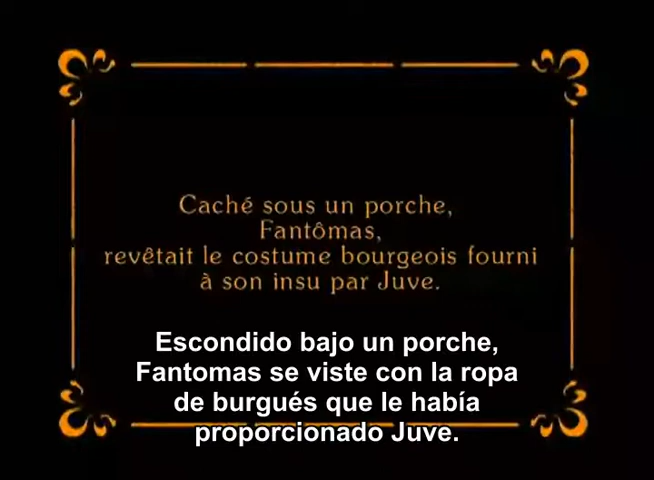 Caché sous un porche,
Fantômas,
revêtait le costume bourgeois fourni
à son insu par Juve.
Escondido bajo un porche,
Fantomas se viste con la ropa
de burgués que le había
proporcionado Juve.